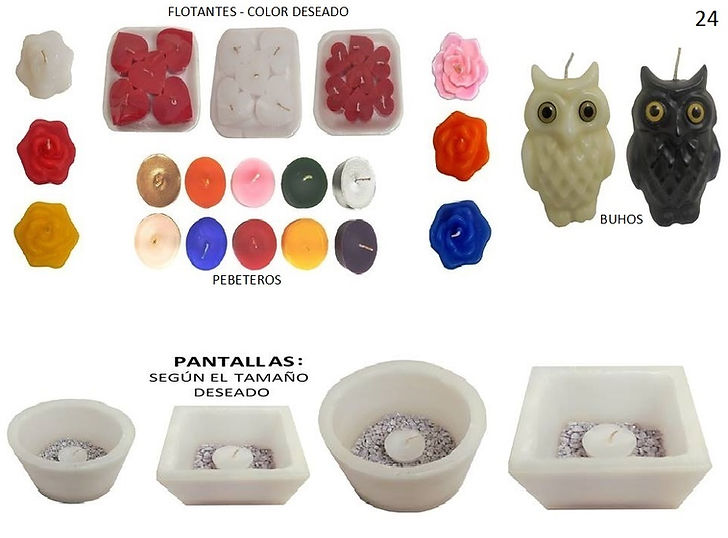 FLOTANTES - COLOR DESEADO
24
BUHOS
PEBETEROS
PANTALLAS:
SEGÚN EL TAMAÑO
DESEADO